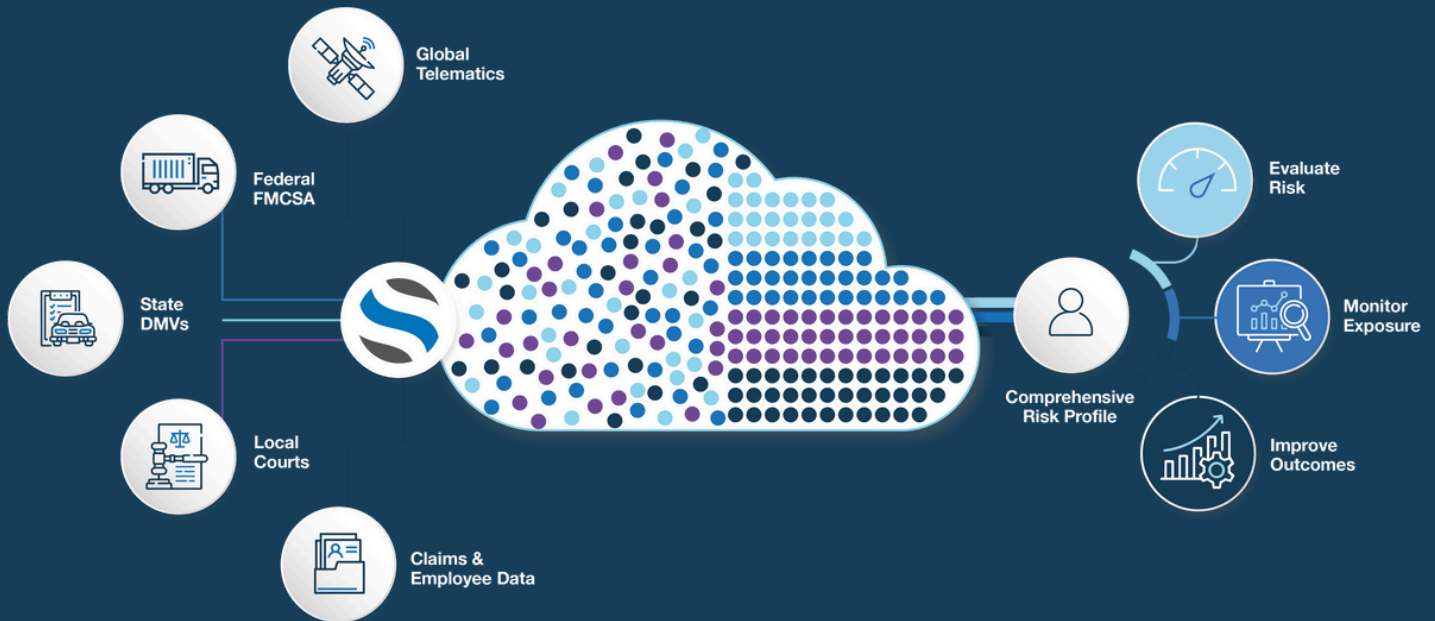 Global
Telematics
Federal
FMCSA
State
DMVs
Local
Courts
Claims &
Employee Data
Comprehensive
Risk Profile
Evaluate
Risk
Monitor
Exposure
Improve
Outcomes